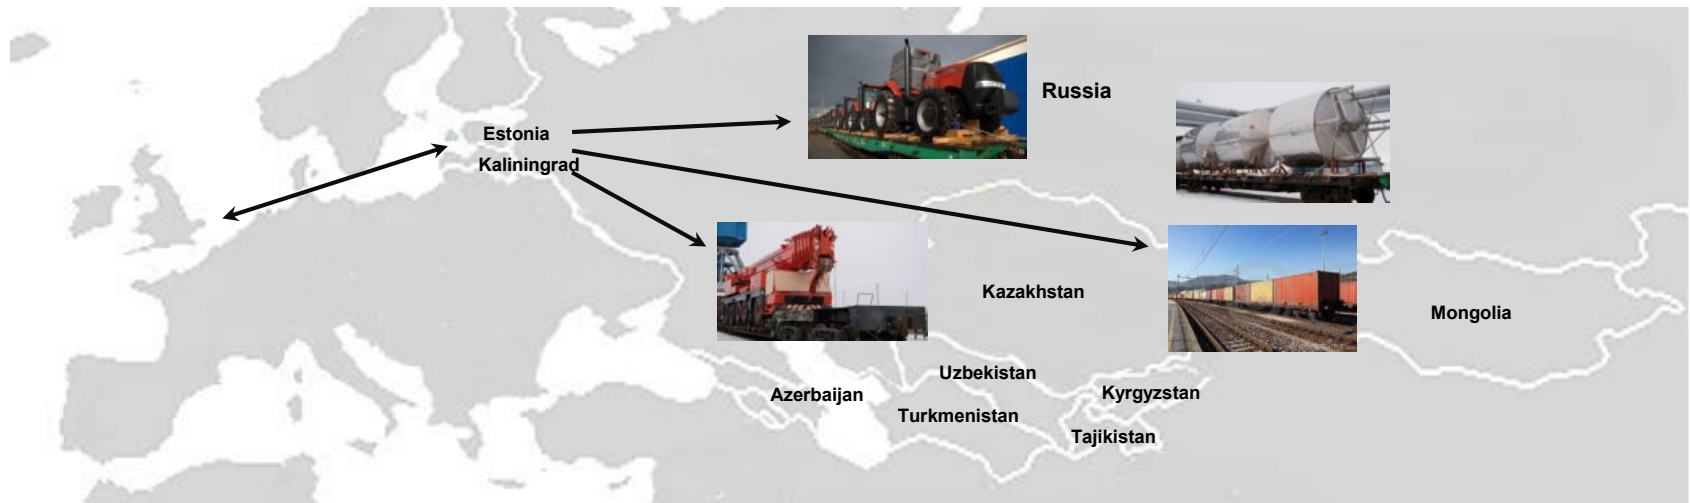 Russia
Estonia
Kaliningrad
Kazakhstan
Mongolia
Uzbekistan
Azerbaijan
Kyrgyzstan
Turkmenistan
Tajikistan